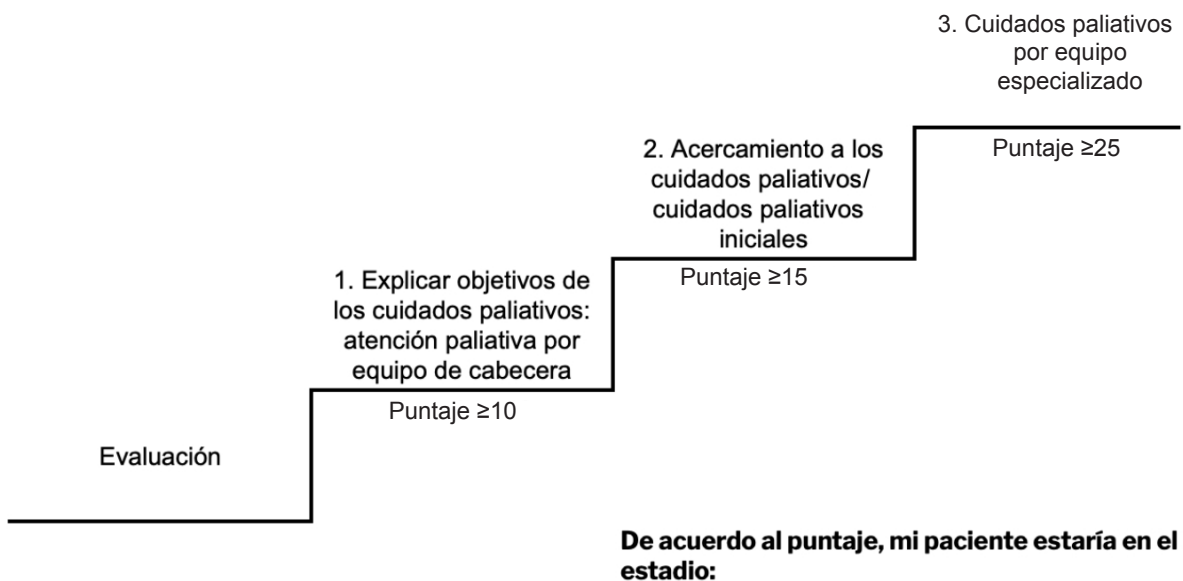 3. Cuidados paliativos
por equipo
especializado
Puntaje ≥25
2. Acercamiento a los
cuidados paliativos/
cuidados paliativos
iniciales
Puntaje ≥15
1. Explicar objetivos de
los cuidados paliativos:
atención paliativa por
equipo de cabecera
Puntaje ≥10
Evaluación
De acuerdo al puntaje, mi paciente estaría en el
estadio: